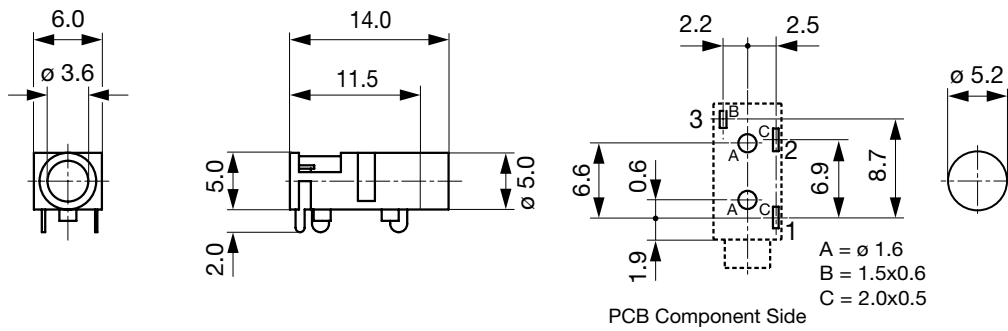 6.0
ø 3.6
14.0
11.5
5.0
2.0
ø 5.0
2.2
2.5
3
B
C
2
A
A
C
1
6.6
0.6
1.9
6.9
8.7
A = ø 1.6
B = 1.5x0.6
C = 2.0x0.5
PCB Component Side
ø 5.2